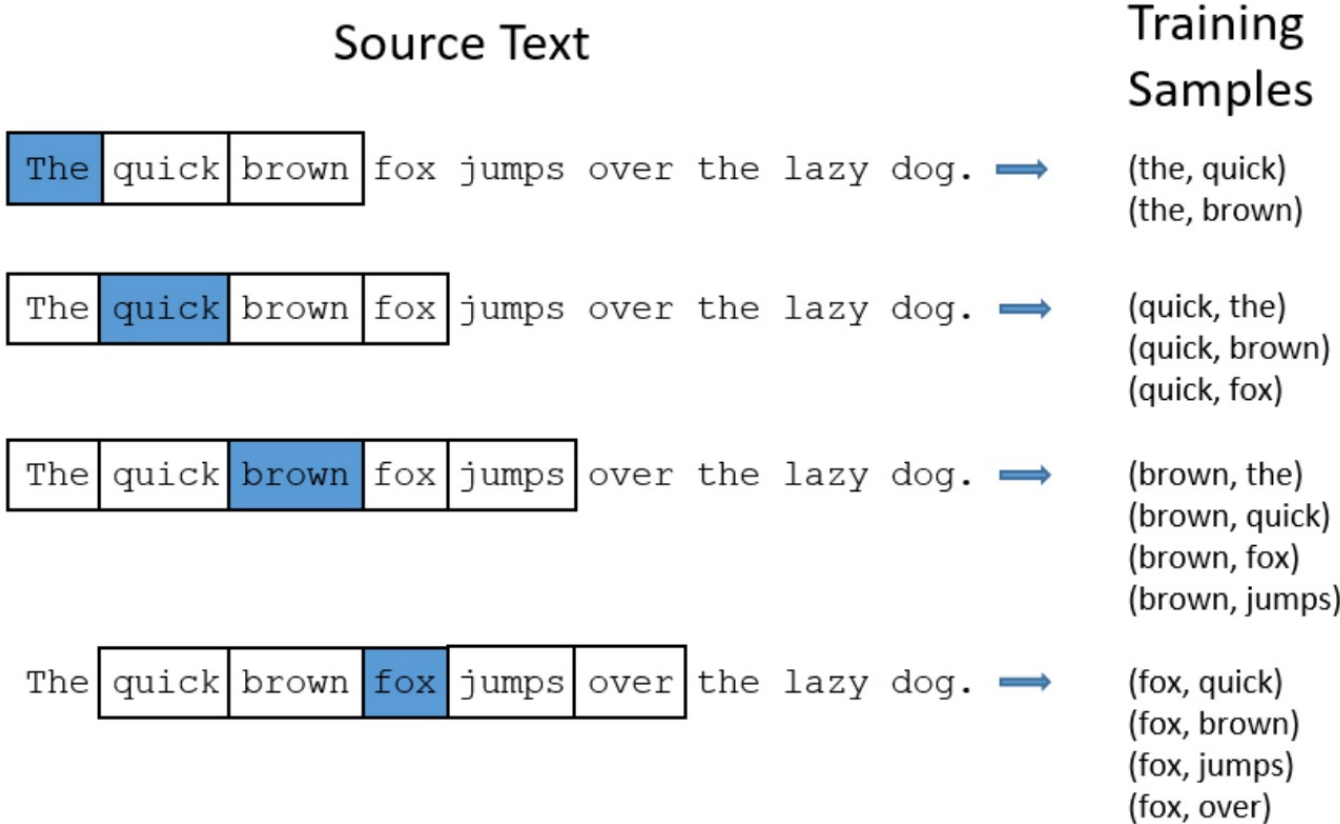 Source Text
Training
Samples
The quick brown fox jumps over the lazy dog.
(the, quick)
(the, brown)
The quick brown fox jumps over the lazy dog.
(quick, the)
(quick, brown)
(quick, fox)
The quick brown fox jumps over the lazy dog.
(brown, the)
(brown, quick)
(brown, fox)
(brown, jumps)
The quick brown fox jumps over the lazy dog.
(fox, quick)
(fox, brown)
(fox, jumps)
(fox, over)